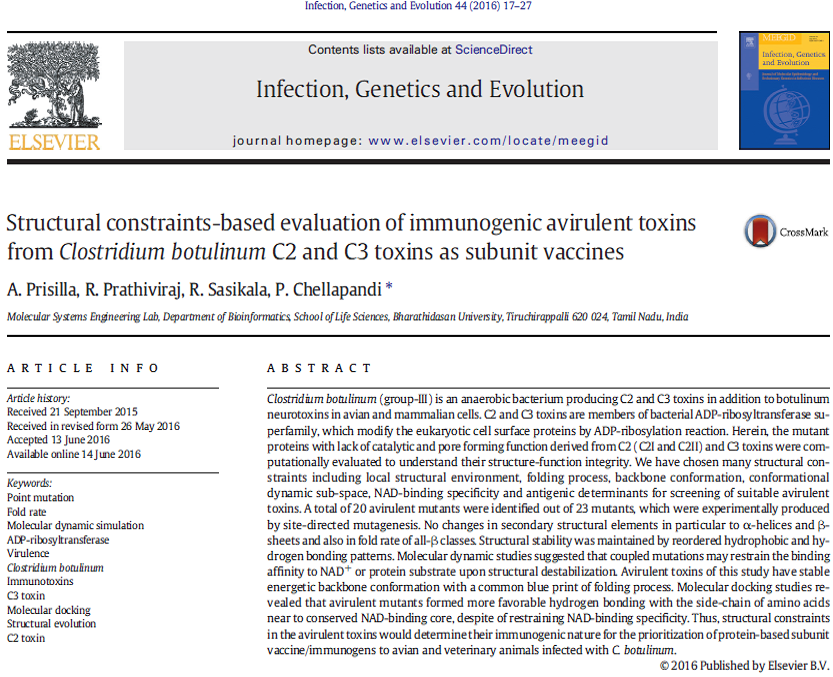 Infection, Genetics and Evolution 44 (2016) 17–27
Contents lists available at ScienceDirect
Infection, Genetics and Evolution
journal homepage: www.elsevier.com/locate/meegid
ELSEVIER
MEEGID
Infection, Genetics
and Evolution
Structural constraints-based evaluation of immunogenic avirulent toxins
from Clostridium botulinum C2 and C3 toxins as subunit vaccines
CrossMark
A. Prisilla, R. Prathiviraj, R. Sasikala, P. Chellapandi *
Molecular Systems Engineering Lab, Department of Bioinformatics, School of Life Sciences, Bharathidasan University, Tiruchirappalli 620 024, Tamil Nadu, India
ARTICLE INFO
Article history:
Received 21 September 2015
Received in revised form 26 May 2016
Accepted 13 June 2016
Available online 14 June 2016
Keywords:
Point mutation
Fold rate
Molecular dynamic simulation
ADP-ribosyltransferase
Virulence
Clostridium botulinum
Immunotoxins
C3 toxin
Molecular docking
Structural evolution
C2 toxin
ABSTRACT
Clostridium botulinum (group-III) is an anaerobic bacterium producing C2 and C3 toxins in addition to botulinum
neurotoxins in avian and mammalian cells. C2 and C3 toxins are members of bacterial ADP-ribosyltransferase su-
perfamily, which modify the eukaryotic cell surface proteins by ADP-ribosylation reaction. Herein, the mutant
proteins with lack of catalytic and pore forming function derived from C2 (C2I and C2II) and C3 toxins were com-
putationally evaluated to understand their structure-function integrity. We have chosen many structural con-
straints including local structural environment, folding process, backbone conformation, conformational
dynamic sub-space, NAD-binding specificity and antigenic determinants for screening of suitable avirulent
toxins. A total of 20 avirulent mutants were identified out of 23 mutants, which were experimentally produced
by site-directed mutagenesis. No changes in secondary structural elements in particular to α-helices and β-
sheets and also in fold rate of all-β classes. Structural stability was maintained by reordered hydrophobic and hy-
drogen bonding patterns. Molecular dynamic studies suggested that coupled mutations may restrain the binding
affinity to NAD⁺ or protein substrate upon structural destabilization. Avirulent toxins of this study have stable
energetic backbone conformation with a common blue print of folding process. Molecular docking studies re-
vealed that avirulent mutants formed more favorable hydrogen bonding with the side-chain of amino acids
near to conserved NAD-binding core, despite of restraining NAD-binding specificity. Thus, structural constraints
in the avirulent toxins would determine their immunogenic nature for the prioritization of protein-based subunit
vaccine/immunogens to avian and veterinary animals infected with C. botulinum.
© 2016 Published by Elsevier B.V.